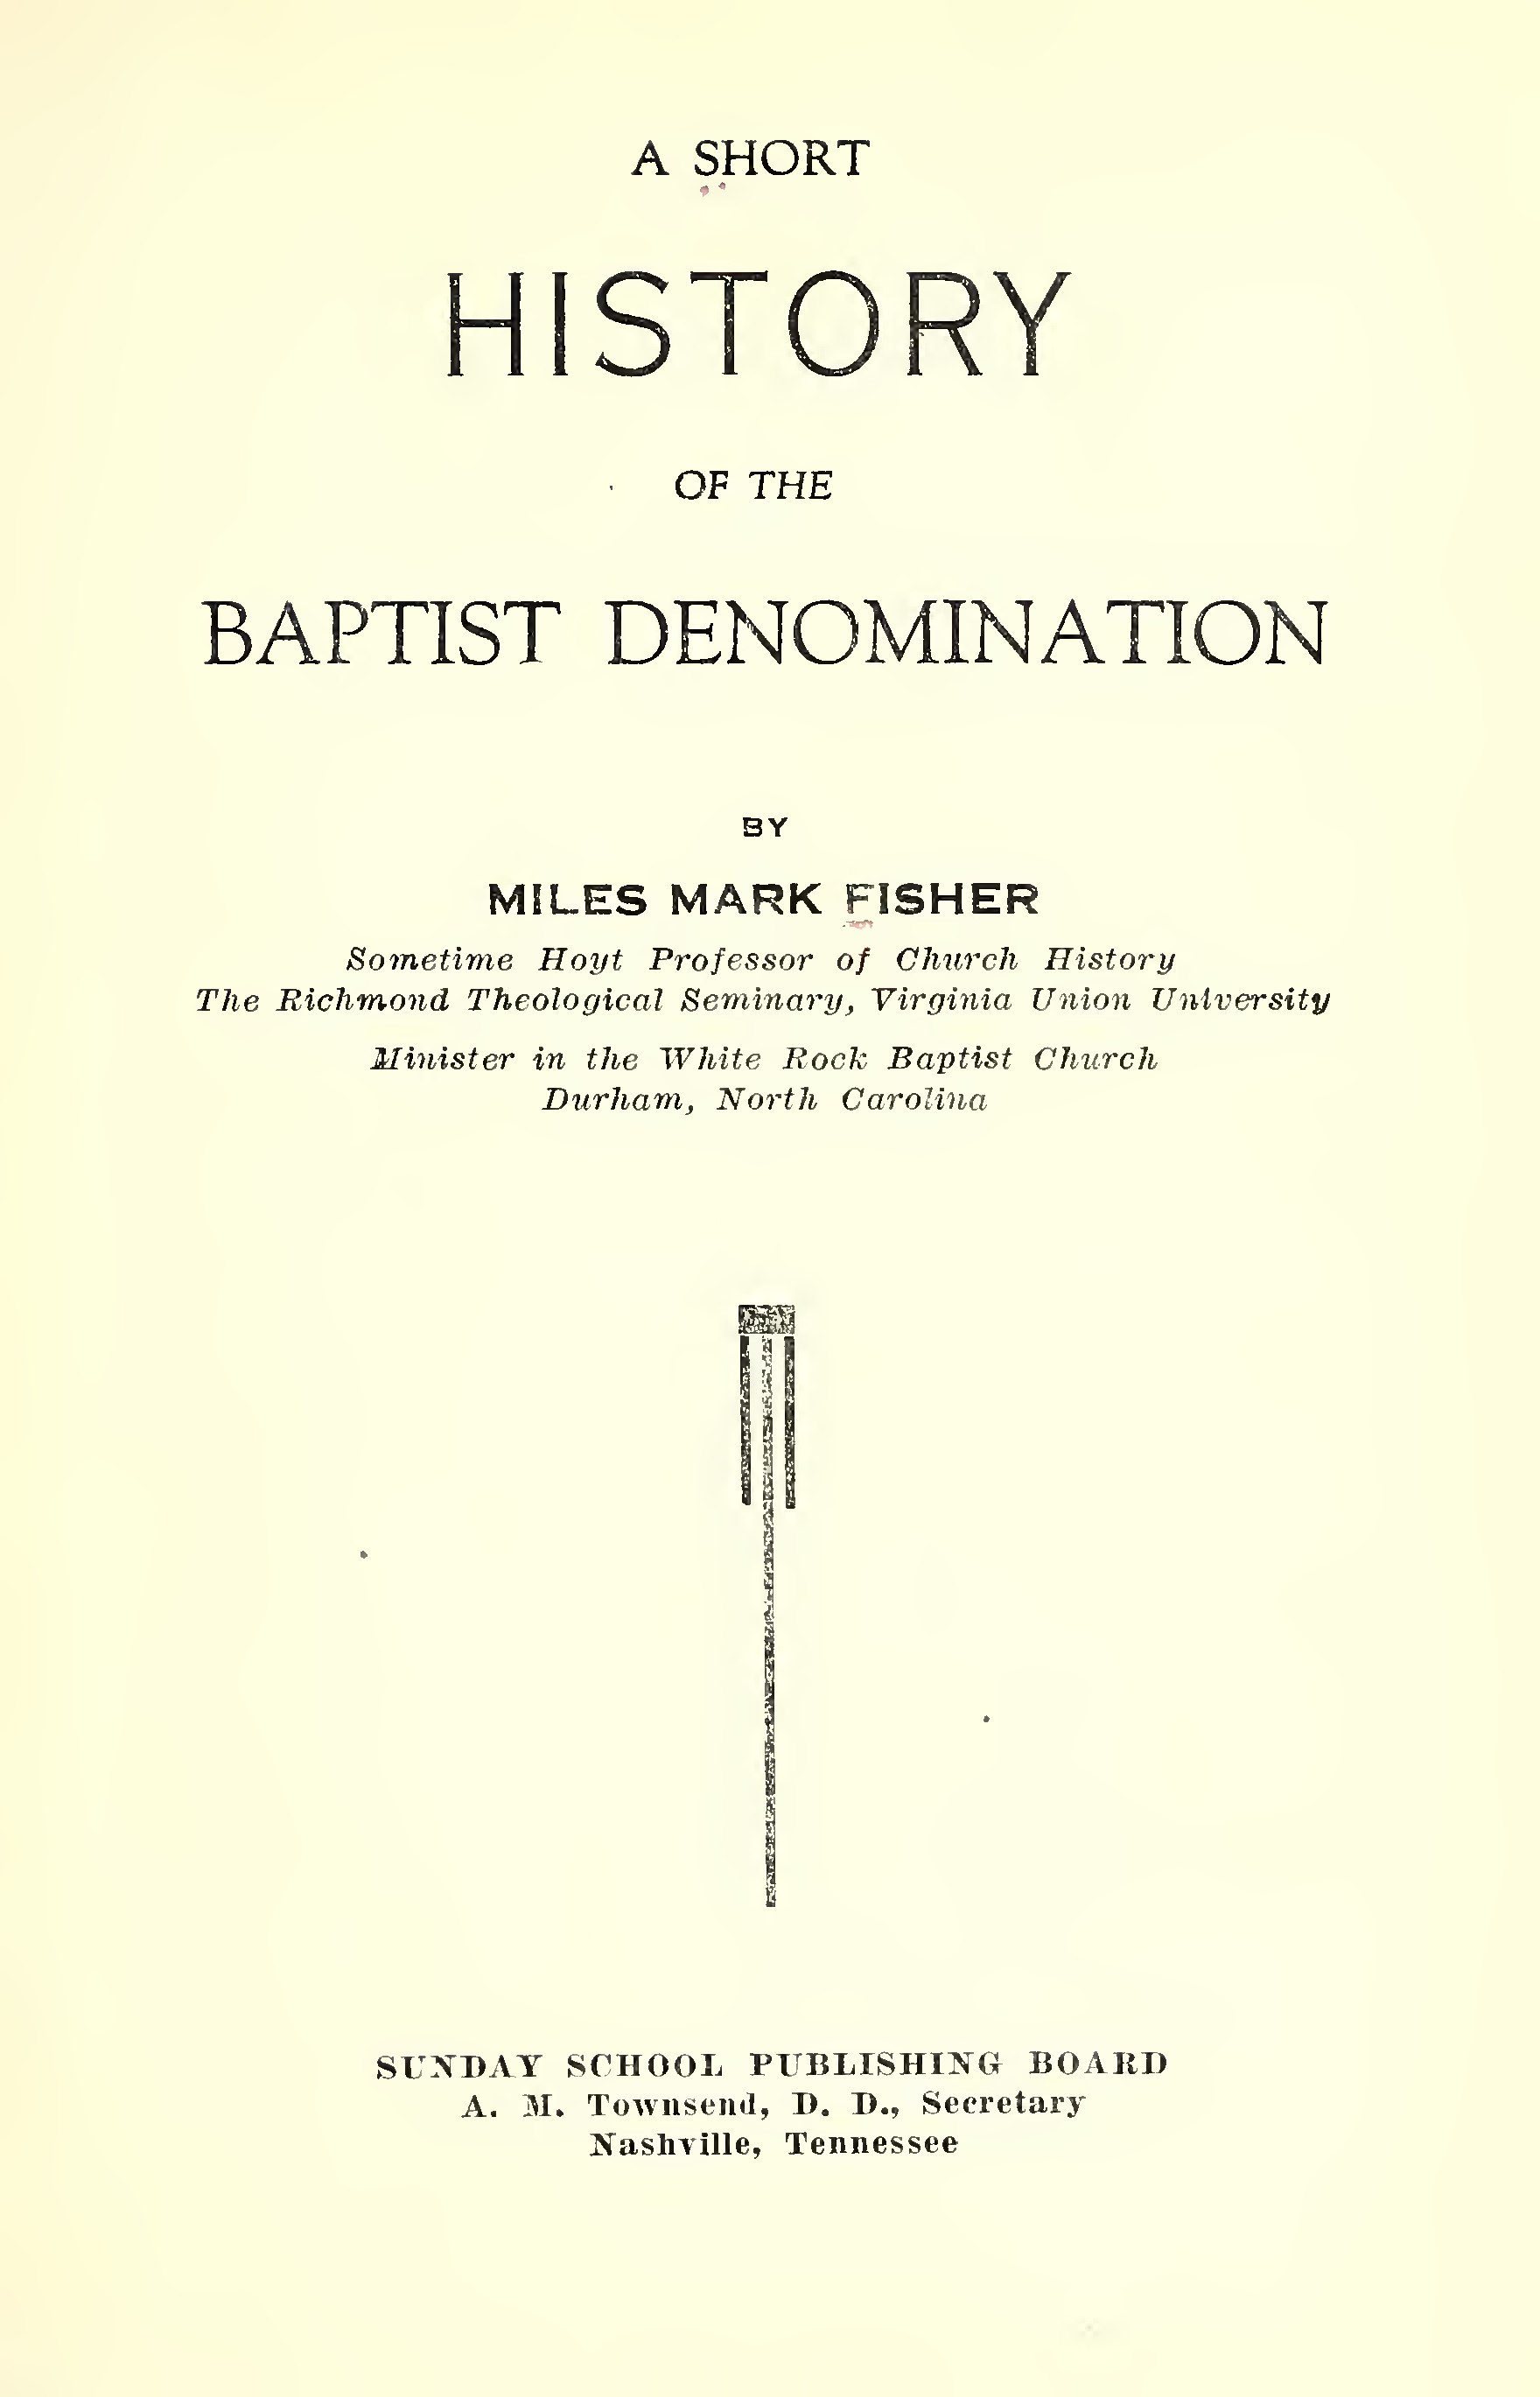 A SHORT
HISTORY
OF THE
BAPTIST DENOMINATION
BY
MILES MARK FISHER
Sometime Hoyt Professor of Church History
The Richmond Theological Seminary, Virginia Union University
Minister in the White Rock Baptist Church
Durham, North Carolina
SUNDAY SCHOOL PUBLISHING BOARD
A. M. Townsend, D. D., Secretary
Nashville, Tennessee